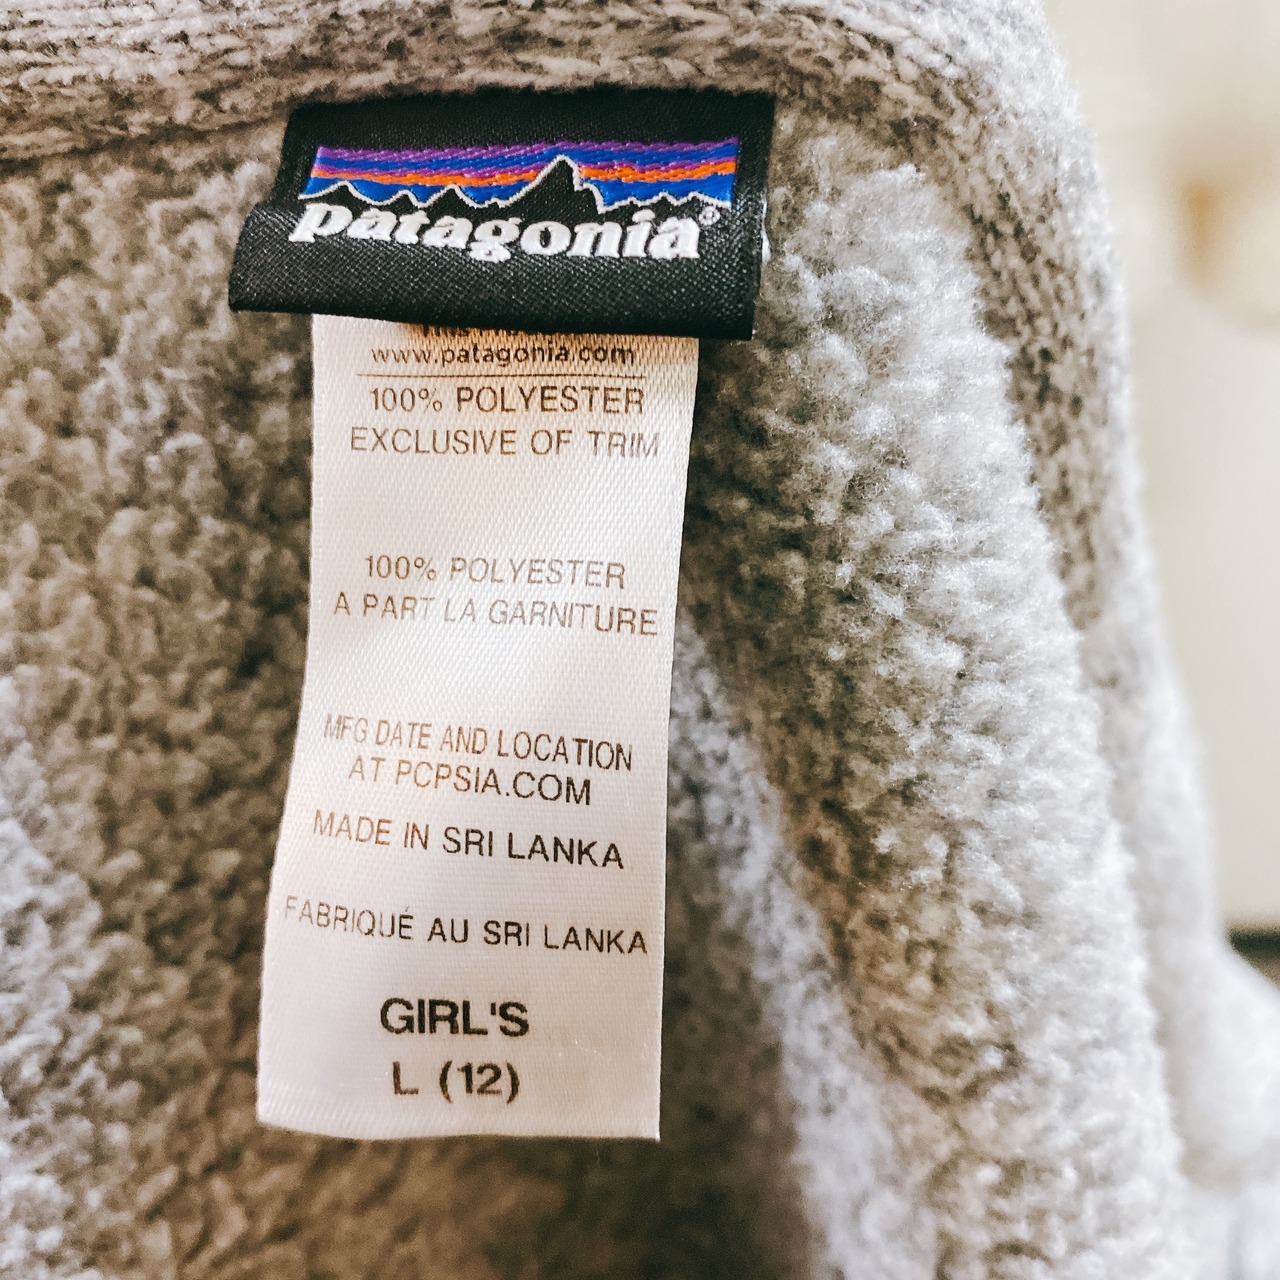 patagonia®
www.patagonia.com
100% POLYESTER
EXCLUSIVE OF TRIM
100% POLYESTER
A PART LA GARNITURE
MFG DATE AND LOCATION
AT PCPSIA.COM
MADE IN SRI LANKA
FABRIQUÉ AU SRI LANKA
GIRL'S
L (12)